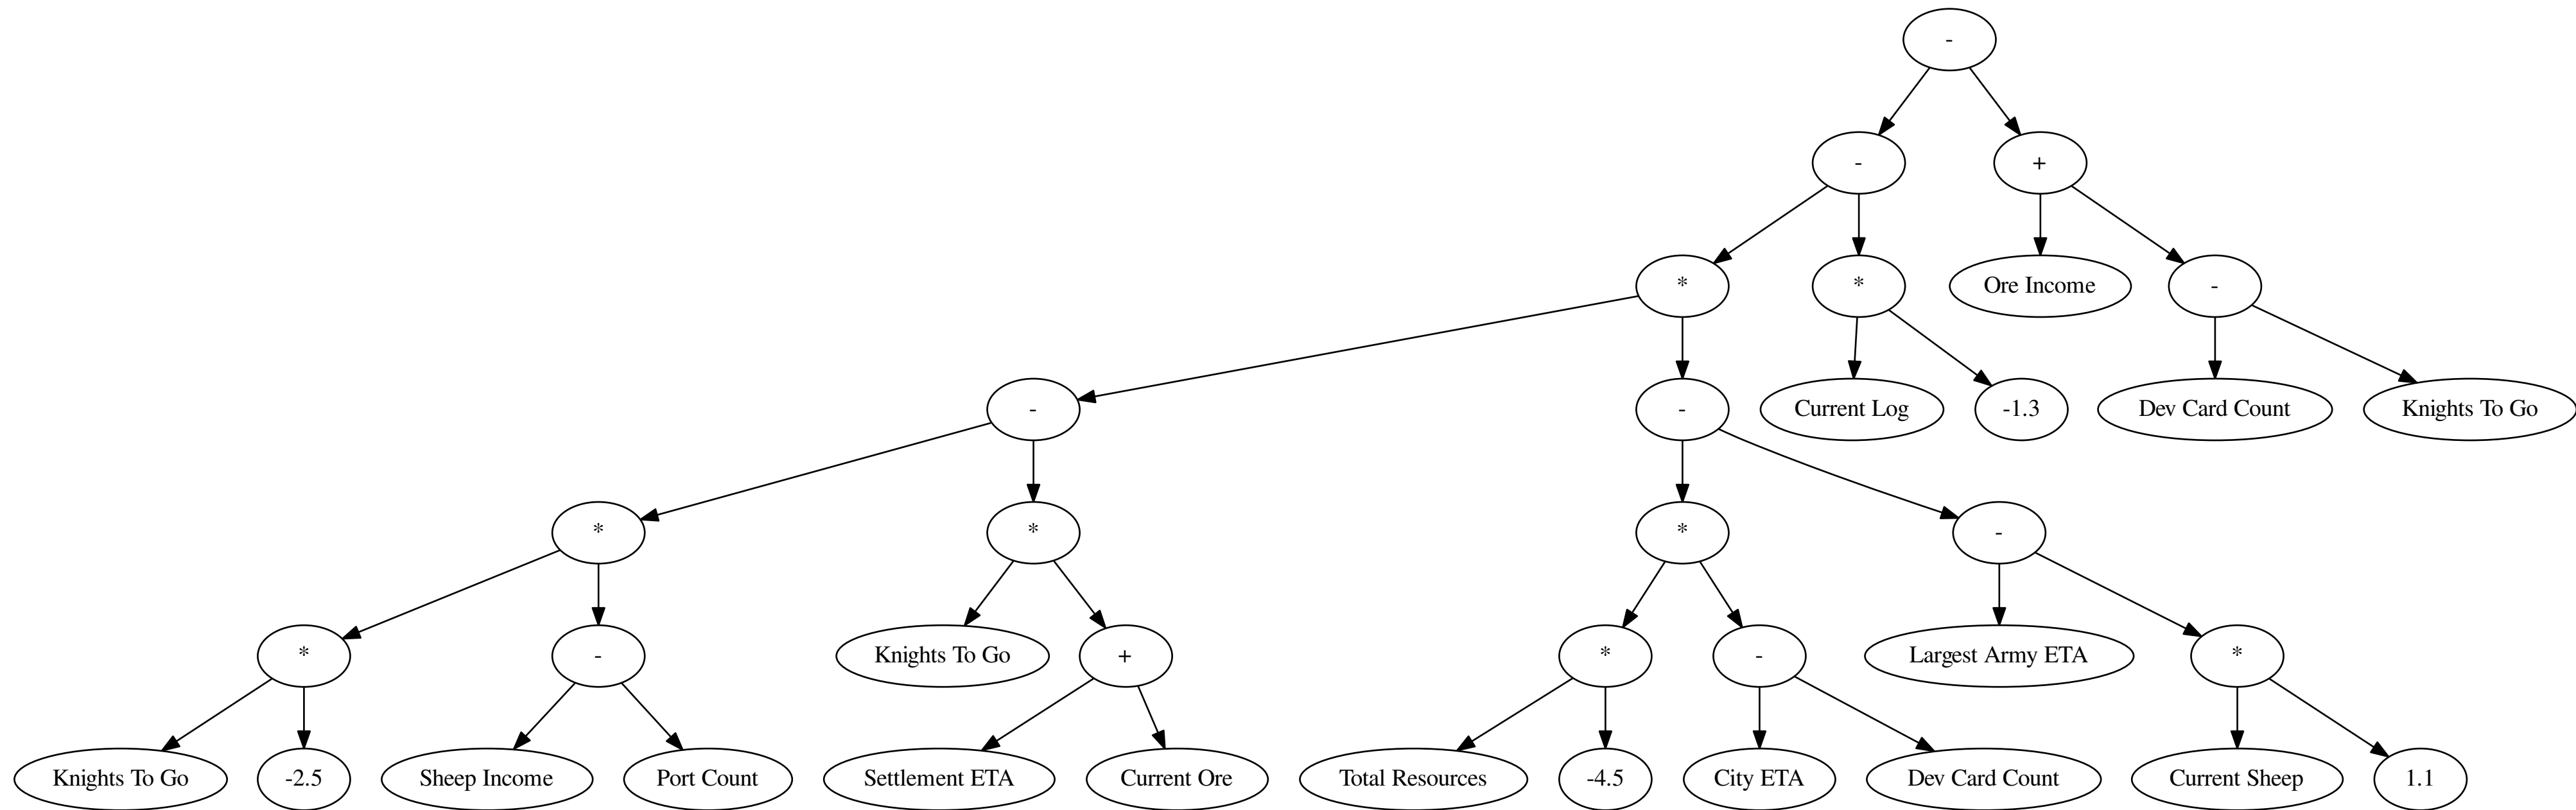 -
- +
* * Ore Income -
- - Current Log -1.3 Dev Card Count Knights To Go
* * * -
* - Knights To Go + * - Largest Army ETA *
Knights To Go -2.5 Sheep Income Port Count Settlement ETA Current Ore Total Resources -4.5 City ETA Dev Card Count Current Sheep 1.1